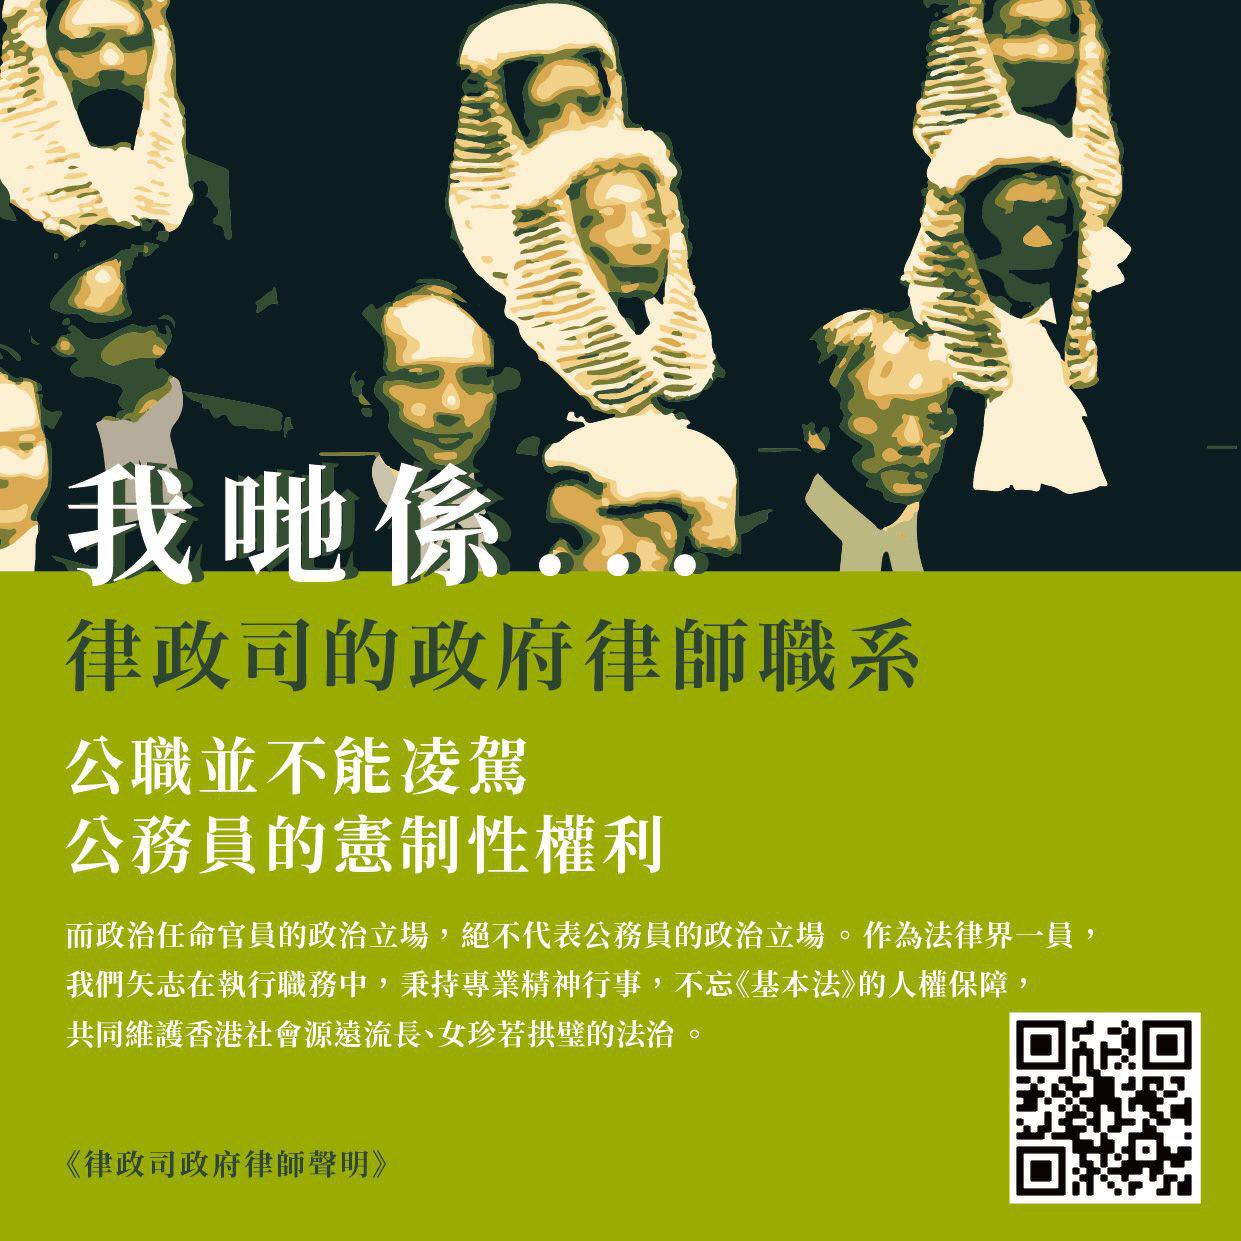 我哋係...
律政司的政府律師職系
公職並不能凌駕
公務員的憲制性權利
而政治任命官員的政治立場，絕不代表公務員的政治立場。作為法律界一員，
我們矢志在執行職務中，秉持專業精神行事，不忘《基本法》的人權保障，
共同維護香港社會源遠流長、女珍若拱璧的法治。
《律政司政府律師聲明》